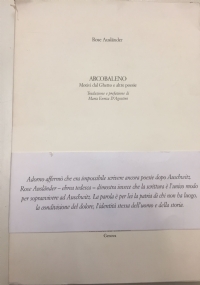 Rose Ausländer
ARCOBALENO
Motivi dal Ghetto e altre poesie
Traduzione e prefazione di
Maria Enrica D'Agostini
Adorno affermò che era impossibile scrivere ancora poesie dopo Auschwitz.
Rose Ausländer – ebrea tedesca – dimostra invece che la scrittura è l'unico modo
per sopravvivere ad Auschwitz. La parola è per lei la patria di chi non ha luogo,
la condivisione del dolore, l'identità stessa dell'uomo e della storia.